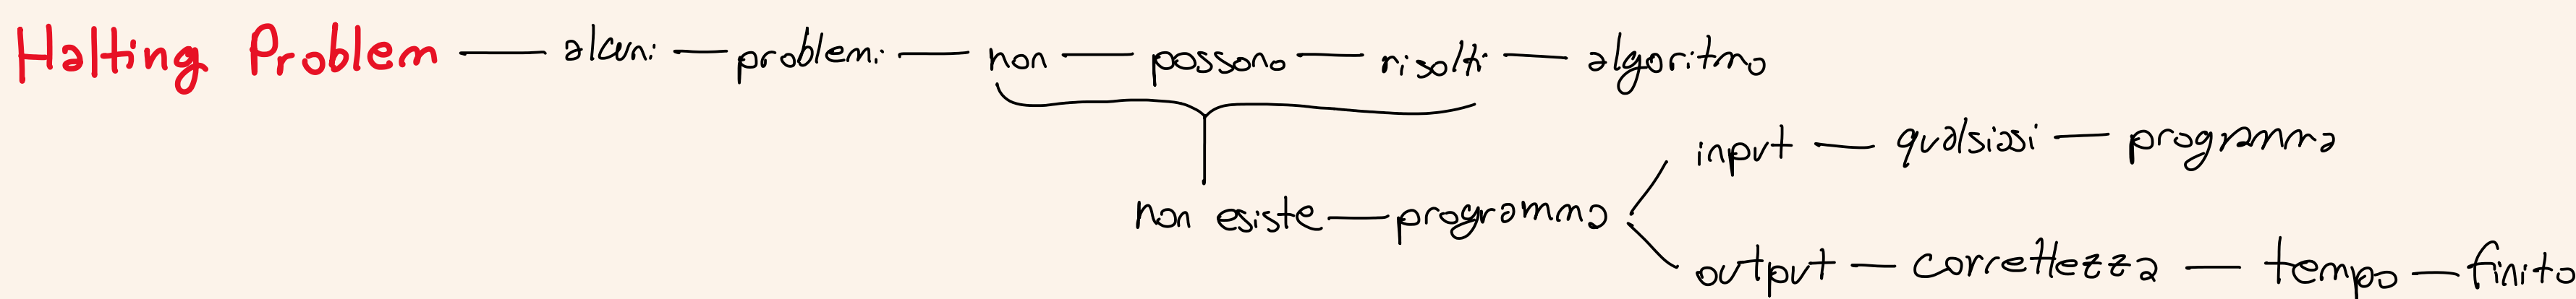 Halting Problem — alcuni — problemi — non — possono — risolti — algoritmo
input — qualsiasi — programma
non esiste — programma
output — correttezza — tempo — finito